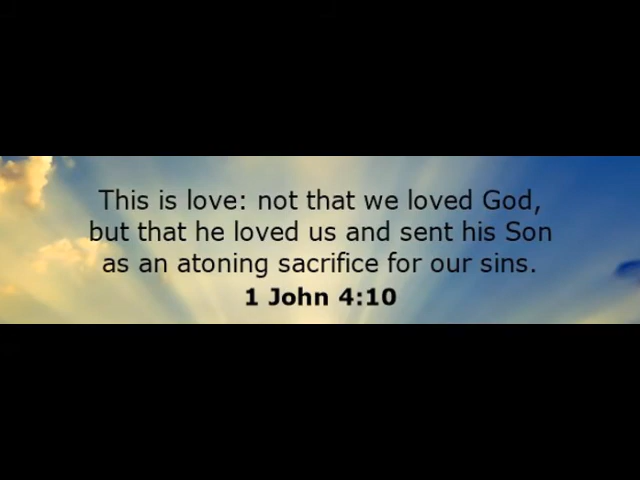 This is love: not that we loved God,
but that he loved us and sent his Son
as an atoning sacrifice for our sins.
1 John 4:10